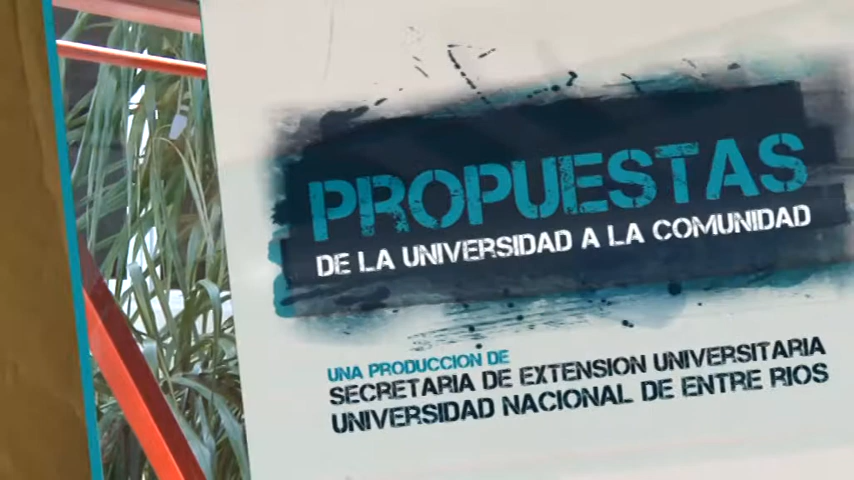 PROPUESTAS
DE LA UNIVERSIDAD A LA COMUNIDAD
UNA PRODUCCION DE
SECRETARIA DE EXTENSION UNIVERSITARIA
UNIVERSIDAD NACIONAL DE ENTRE RIOS